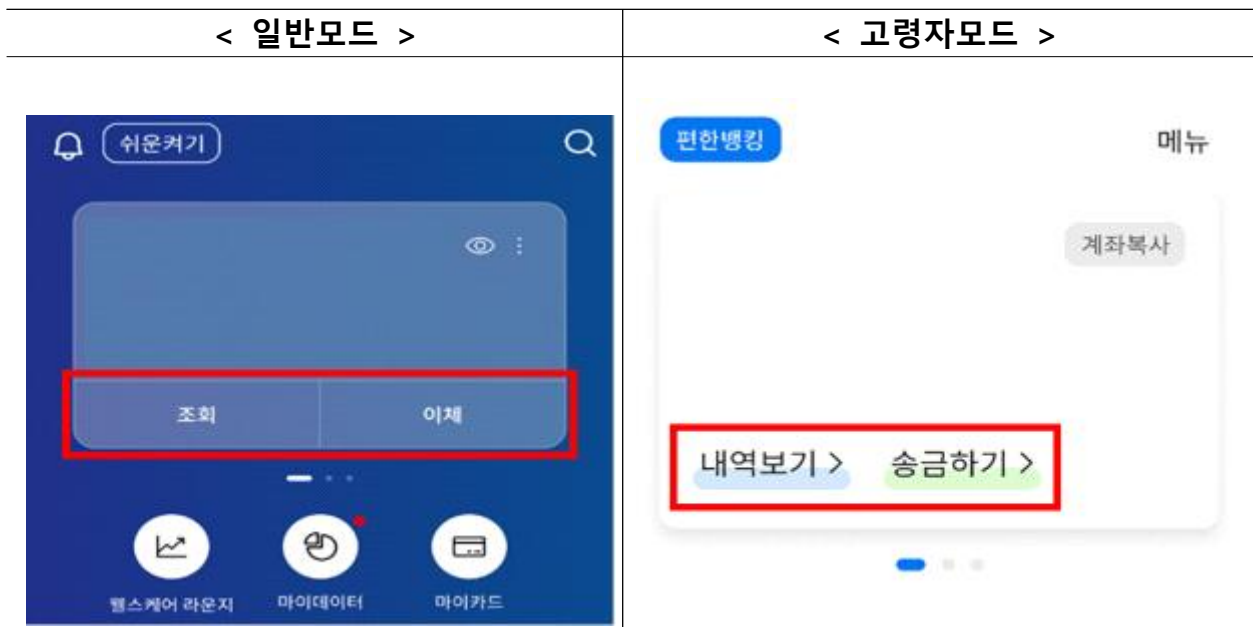 < 일반모드 >
< 고령자모드 >
쉬운켜기
조회
이체
웰스케어 라운지
마이데이터
마이카드
편한뱅킹
메뉴
계좌복사
내역보기 >
송금하기 >